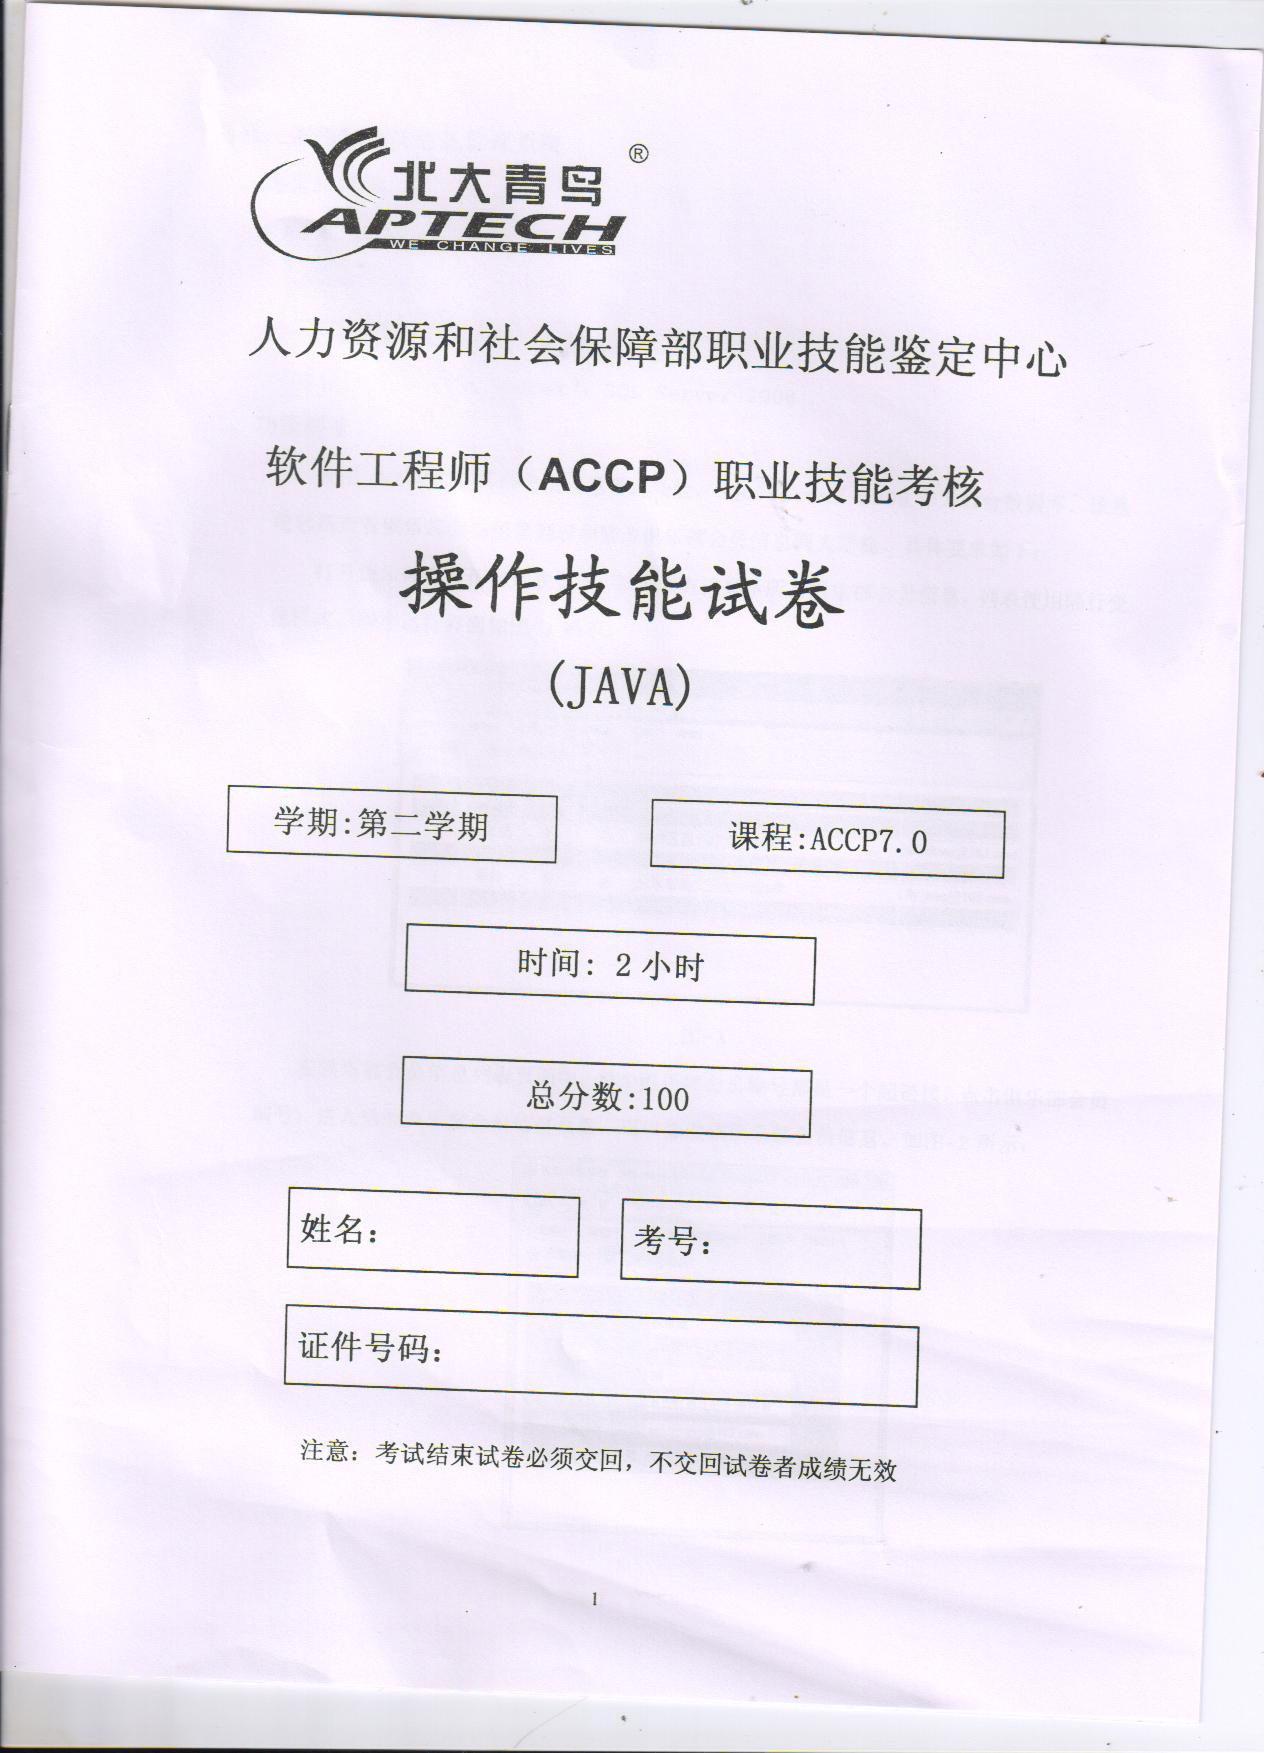 北大青鸟
®
APTECH
WE CHANGE LIVES
人力资源和社会保障部职业技能鉴定中心
软件工程师（ACCP）职业技能考核
操作技能试卷
(JAVA)
学期:第二学期
课程:ACCP7.0
时间: 2 小时
总分数:100
姓名:
考号:
证件号码:
注意: 考试结束试卷必须交回, 不交回试卷者成绩无效
1